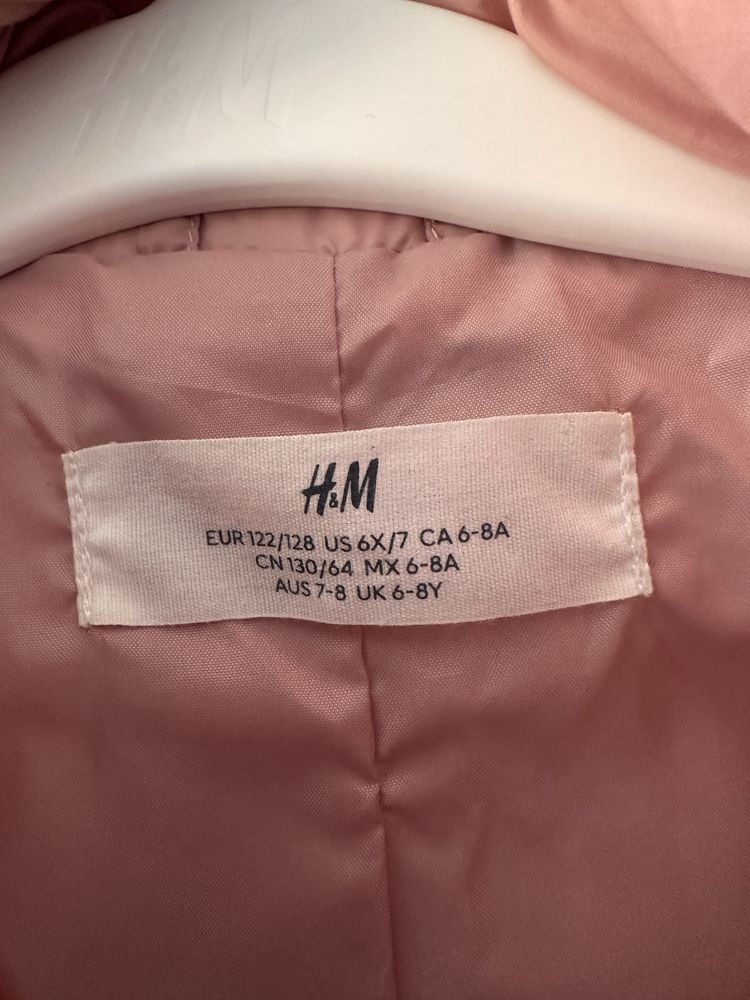 H&M
H&M
EUR 122/128 US 6X/7 CA 6-8A
CN 130/64 MX 6-8A
AUS 7-8 UK 6-8Y